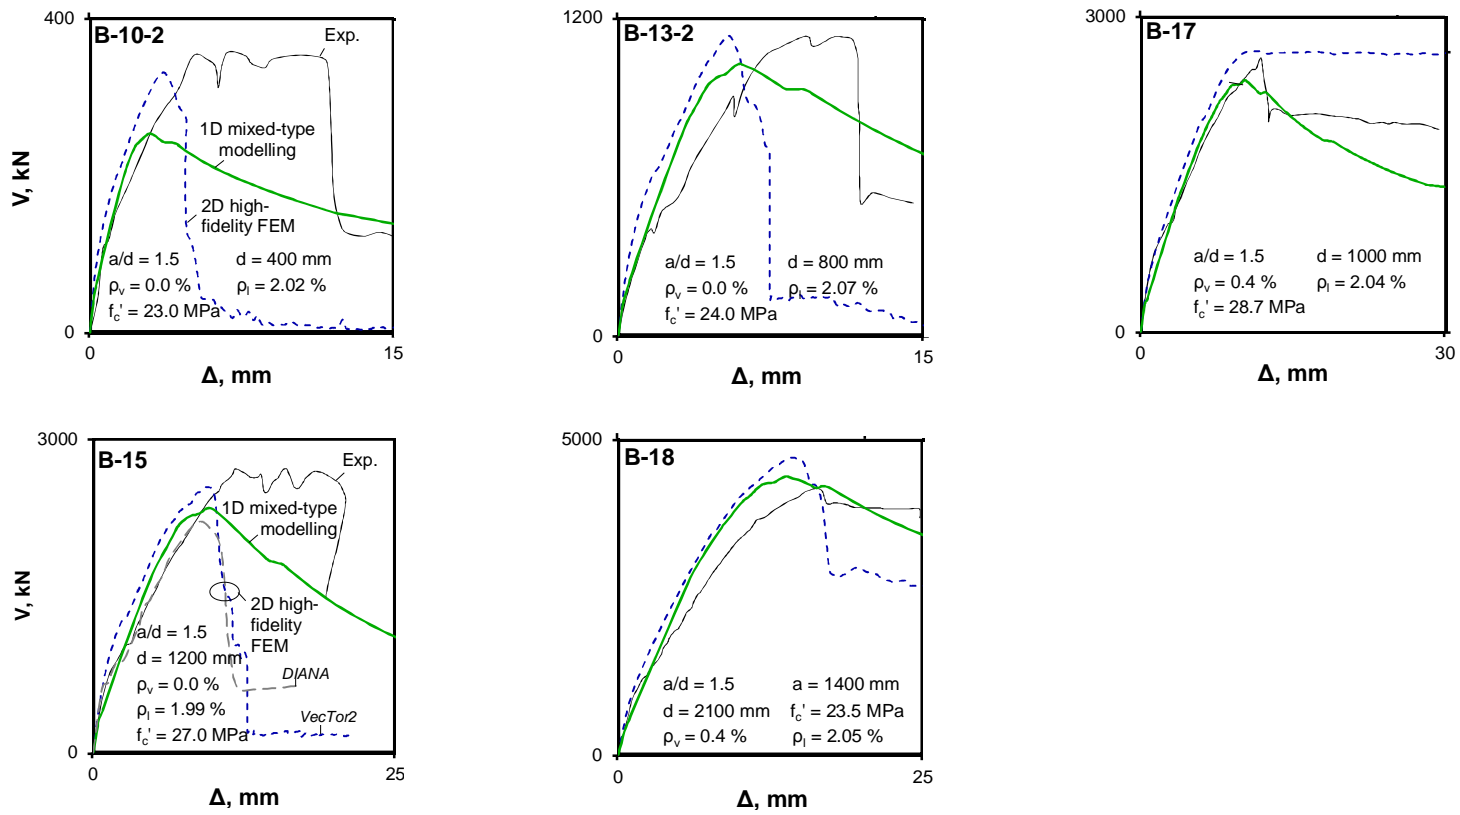 400
B-10-2
Exp.
1D mixed-type
modelling
2D high-
fidelity FEM
a/d = 1.5 d = 400 mm
ρv = 0.0 % ρl = 2.02 %
fc' = 23.0 MPa
V, kN
0
0 15
Δ, mm
1200
B-13-2
a/d = 1.5 d = 800 mm
ρv = 0.0 % ρl = 2.07 %
fc' = 24.0 MPa
0
0 15
Δ, mm
3000
B-17
a/d = 1.5 d = 1000 mm
ρv = 0.4 % ρl = 2.04 %
fc' = 28.7 MPa
0
0 30
Δ, mm
3000
B-15
Exp.
1D mixed-type
modelling
2D high-
fidelity
FEM
a/d = 1.5
d = 1200 mm
ρv = 0.0 %
ρl = 1.99 %
fc' = 27.0 MPa
DIANA
VecTor2
V, kN
0
0 25
Δ, mm
5000
B-18
a/d = 1.5 a = 1400 mm
d = 2100 mm fc' = 23.5 MPa
ρv = 0.4 % ρl = 2.05 %
0
0 25
Δ, mm